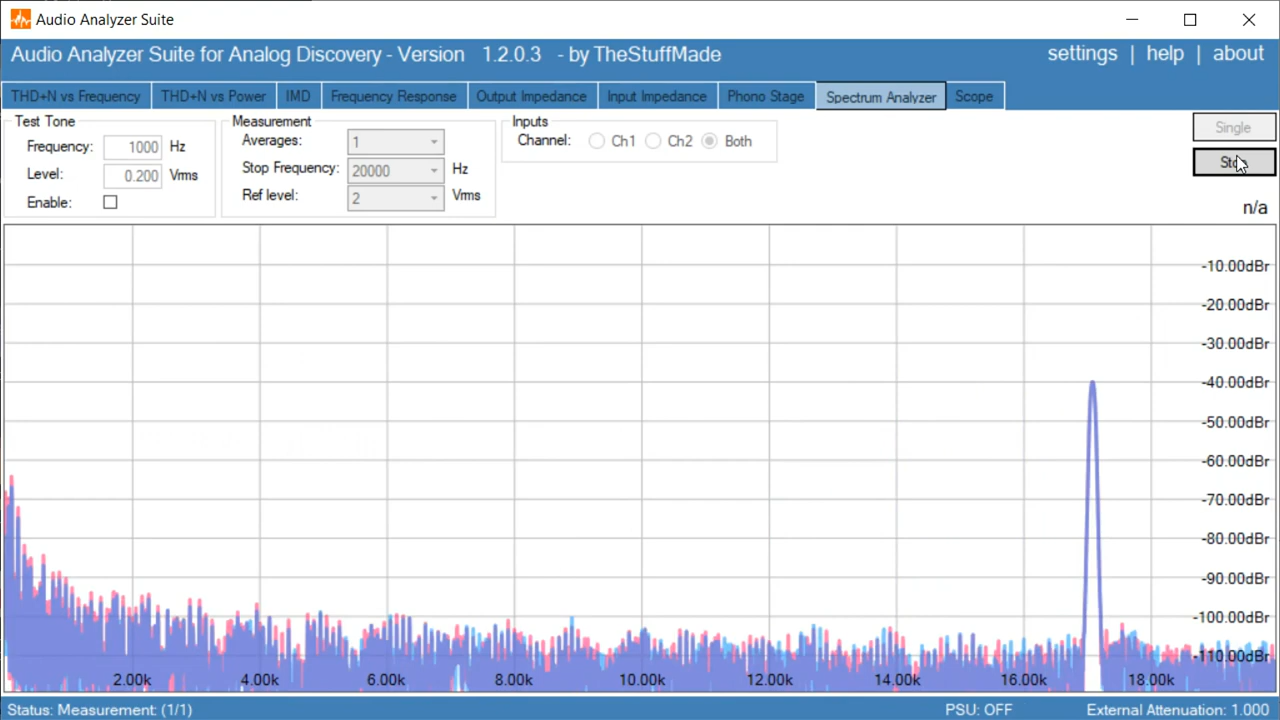 Audio Analyzer Suite
Audio Analyzer Suite for Analog Discovery - Version 1.2.0.3 - by TheStuffMade
settings | help | about
THD+N vs Frequency THD+N vs Power IMD Frequency Response Output Impedance Input Impedance Phono Stage Spectrum Analyzer Scope
Test Tone
Frequency: 1000 Hz
Level: 0.200 Vrms
Enable:
Measurement
Averages: 1
Stop Frequency: 20000 Hz
Ref level: 2 Vrms
Inputs
Channel: Ch1 Ch2 Both
Single
Stop
n/a
-10.00dBr
-20.00dBr
-30.00dBr
-40.00dBr
-50.00dBr
-60.00dBr
-70.00dBr
-80.00dBr
-90.00dBr
-100.00dBr
-110.00dBr
2.00k 4.00k 6.00k 8.00k 10.00k 12.00k 14.00k 16.00k 18.00k
Status: Measurement: (1/1) PSU: OFF External Attenuation: 1.000